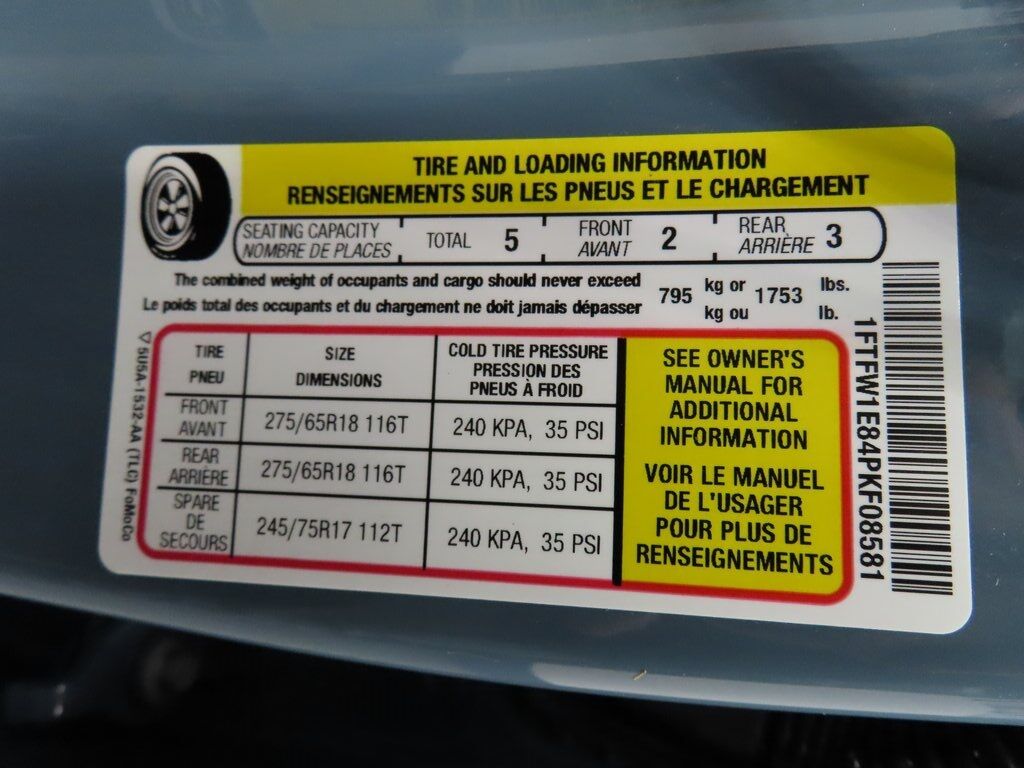 TIRE AND LOADING INFORMATION
RENSEIGNEMENTS SUR LES PNEUS ET LE CHARGEMENT
SEATING CAPACITY
NOMBRE DE PLACES
TOTAL 5
FRONT
AVANT
2
REAR
ARRIÈRE
3
The combined weight of occupants and cargo should never exceed
Le poids total des occupants et du chargement ne doit jamais dépasser
795
kg or
kg ou
1753
lbs.
lb.
TIRE
PNEU
SIZE
DIMENSIONS
COLD TIRE PRESSURE
PRESSION DES
PNEUS À FROID
FRONT
AVANT
275/65R18 116T
240 KPA, 35 PSI
REAR
ARRIÈRE
275/65R18 116T
240 KPA, 35 PSI
SPARE
DE
SECOURS
245/75R17 112T
240 KPA, 35 PSI
SEE OWNER'S
MANUAL FOR
ADDITIONAL
INFORMATION
VOIR LE MANUEL
DE L'USAGER
POUR PLUS DE
RENSEIGNEMENTS
1FTFW1E84PKF08581
5U5A-1532-AA (TLC) FoMoCo